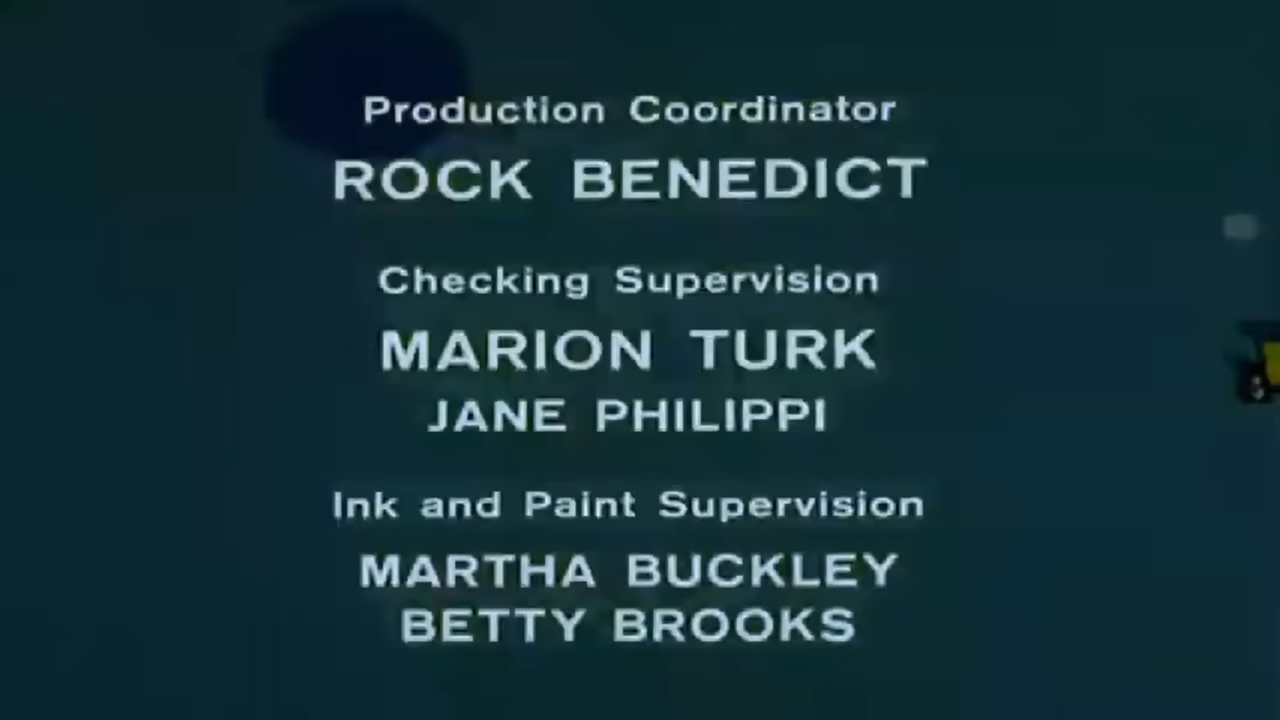 Production Coordinator
ROCK BENEDICT
Checking Supervision
MARION TURK
JANE PHILIPPI
Ink and Paint Supervision
MARTHA BUCKLEY
BETTY BROOKS